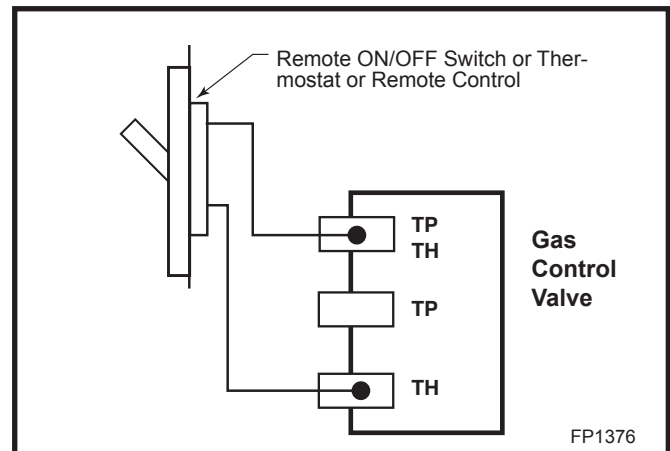 Remote ON/OFF Switch or Ther-
mostat or Remote Control
TP
TH
TP
TH
Gas
Control
Valve
FP1376